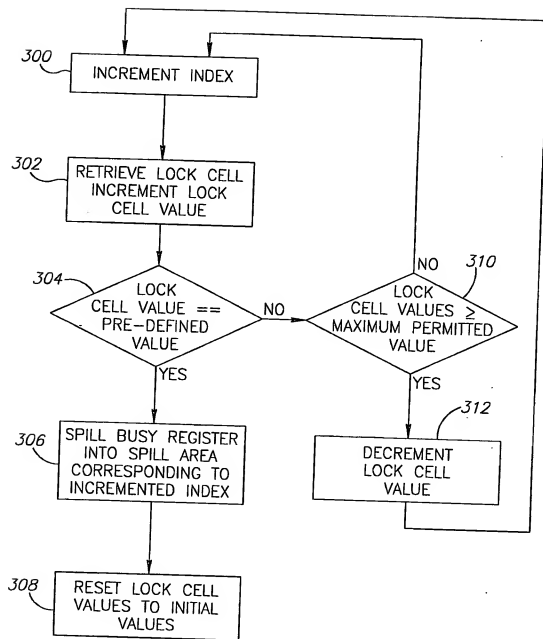 300
INCREMENT INDEX
302
RETRIEVE LOCK CELL
INCREMENT LOCK
CELL VALUE
304
LOCK
CELL VALUE ==
PRE-DEFINED
VALUE
NO
YES
310
NO
LOCK
CELL VALUES ≥
MAXIMUM PERMITTED
VALUE
YES
306
SPILL BUSY REGISTER
INTO SPILL AREA
CORRESPONDING TO
INCREMENTED INDEX
312
DECREMENT
LOCK CELL
VALUE
308
RESET LOCK CELL
VALUES TO INITIAL
VALUES